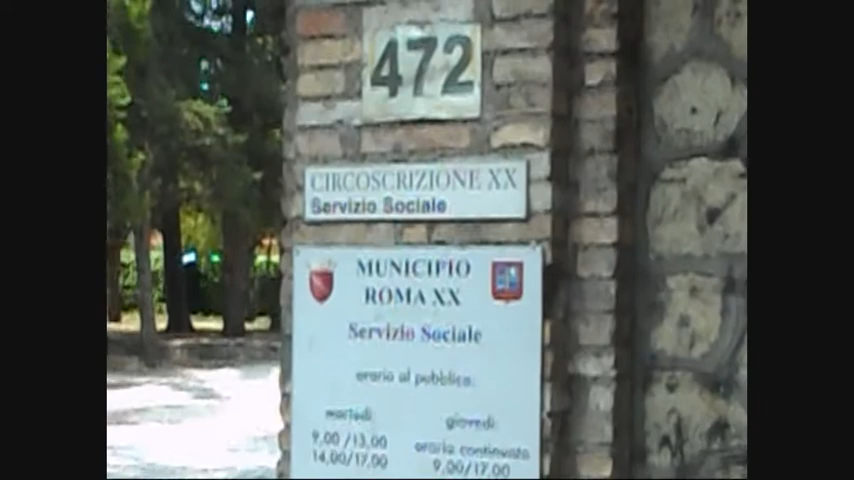 472
CIRCOSCRIZIONE XX
Servizio Sociale
MUNICIPIO
ROMA XX
Servizio Sociale
orario al pubblico:
martedì: giovedì:
9,00/13,00 orario continuato
14,00/17,00 9,00/17,00